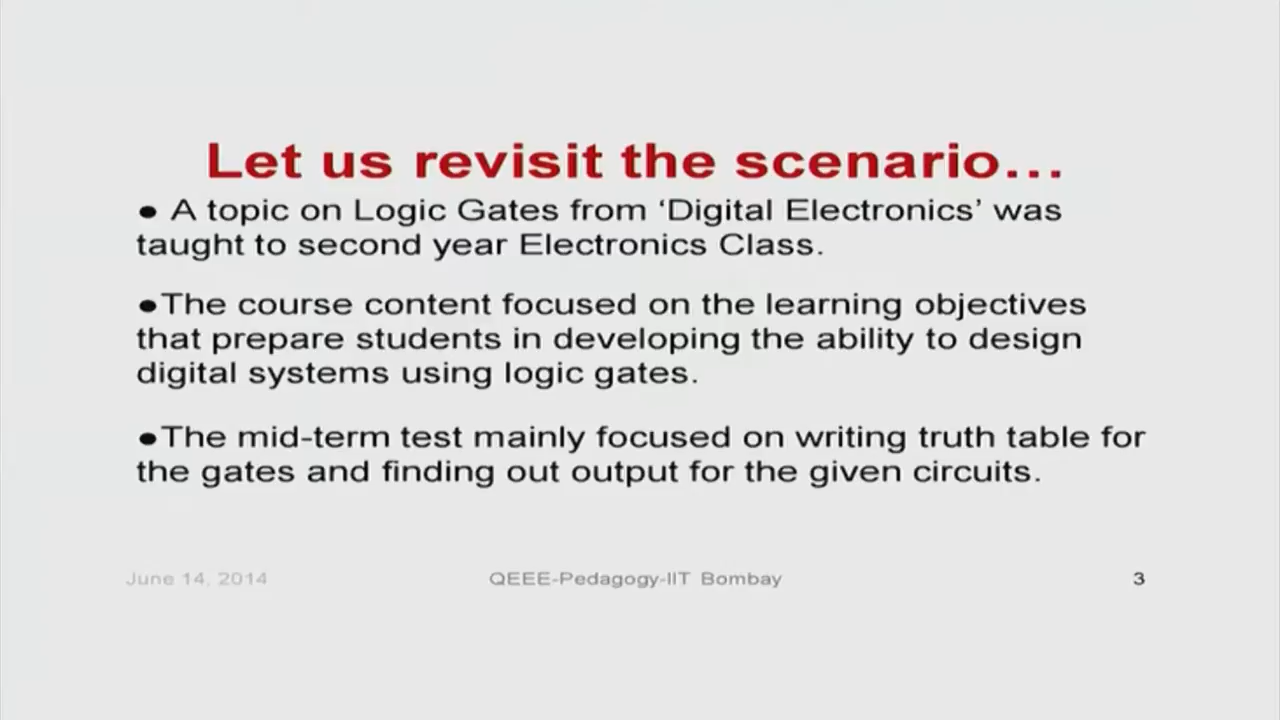 Let us revisit the scenario...
● A topic on Logic Gates from ‘Digital Electronics’ was
taught to second year Electronics Class.
●The course content focused on the learning objectives
that prepare students in developing the ability to design
digital systems using logic gates.
●The mid-term test mainly focused on writing truth table for
the gates and finding out output for the given circuits.
June 14, 2014 QEEE-Pedagogy-IIT Bombay 3